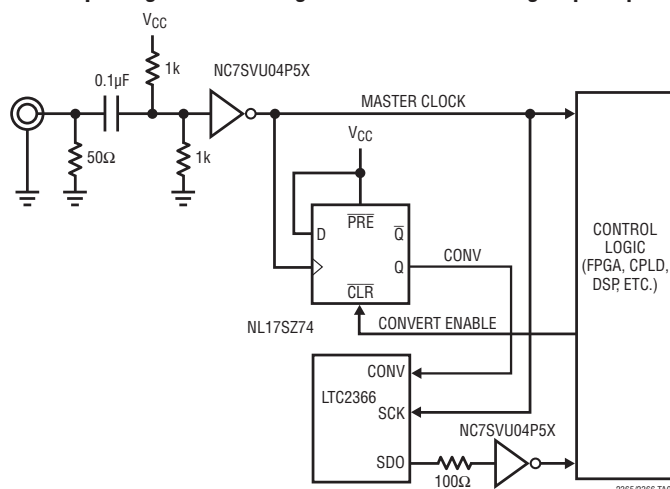 VCC
0.1µF
1k
NC7SVU04P5X
MASTER CLOCK
50Ω
1k
VCC
PRE
D
Q
Q
CLR
CONV
CONTROL
LOGIC
(FPGA, CPLD,
DSP, ETC.)
NL17SZ74
CONVERT ENABLE
CONV
LTC2366
SCK
NC7SVU04P5X
SDO
100Ω